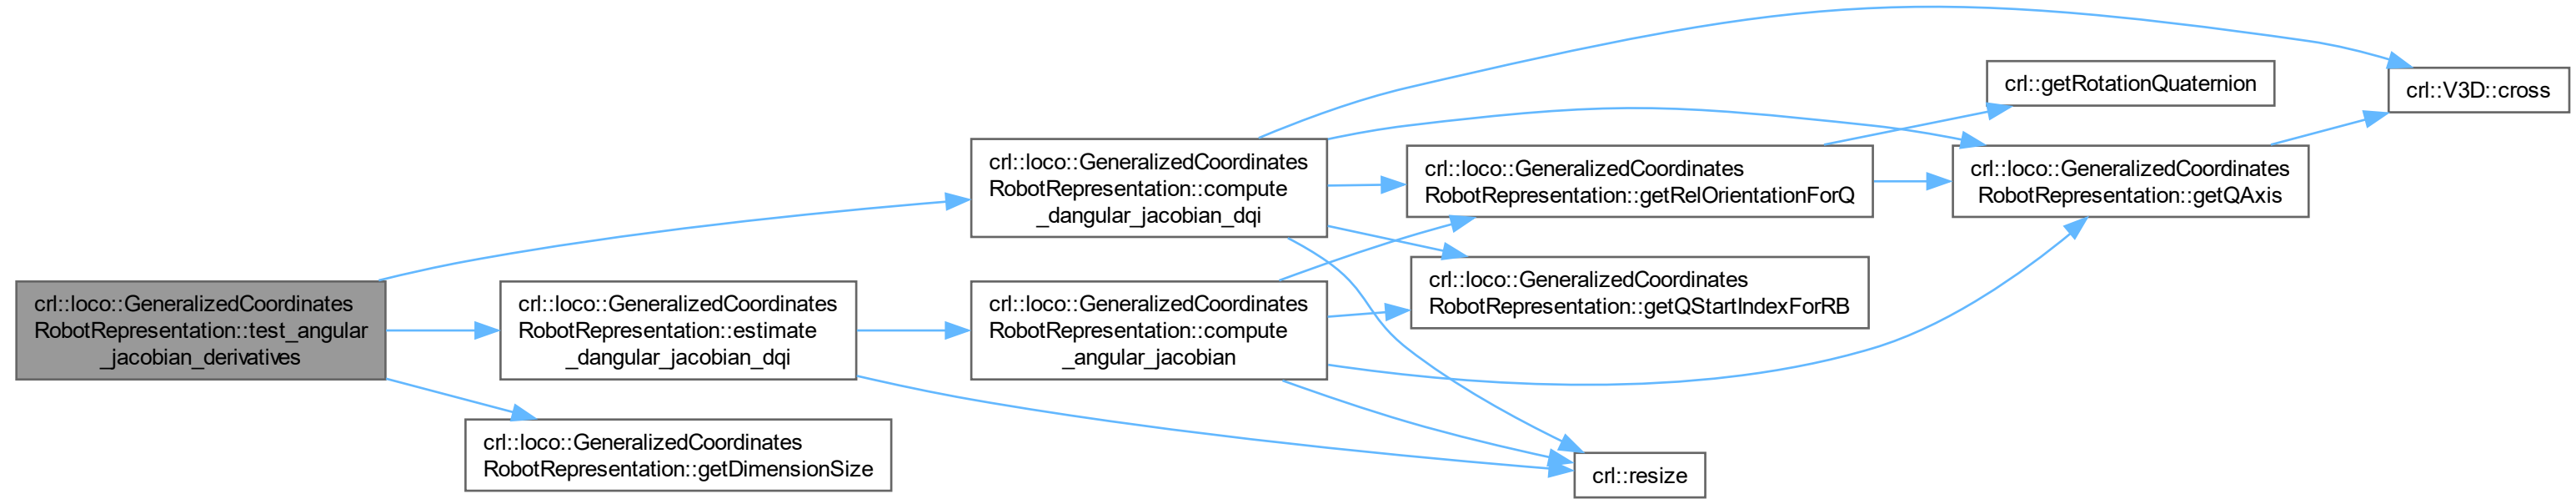 crl::loco::GeneralizedCoordinates
RobotRepresentation::test_angular
_jacobian_derivatives
crl::loco::GeneralizedCoordinates
RobotRepresentation::compute
_dangular_jacobian_dqi
crl::loco::GeneralizedCoordinates
RobotRepresentation::estimate
_dangular_jacobian_dqi
crl::loco::GeneralizedCoordinates
RobotRepresentation::getDimensionSize
crl::loco::GeneralizedCoordinates
RobotRepresentation::compute
_angular_jacobian
crl::loco::GeneralizedCoordinates
RobotRepresentation::getRelOrientationForQ
crl::loco::GeneralizedCoordinates
RobotRepresentation::getQStartIndexForRB
crl::resize
crl::getRotationQuaternion
crl::loco::GeneralizedCoordinates
RobotRepresentation::getQAxis
crl::V3D::cross